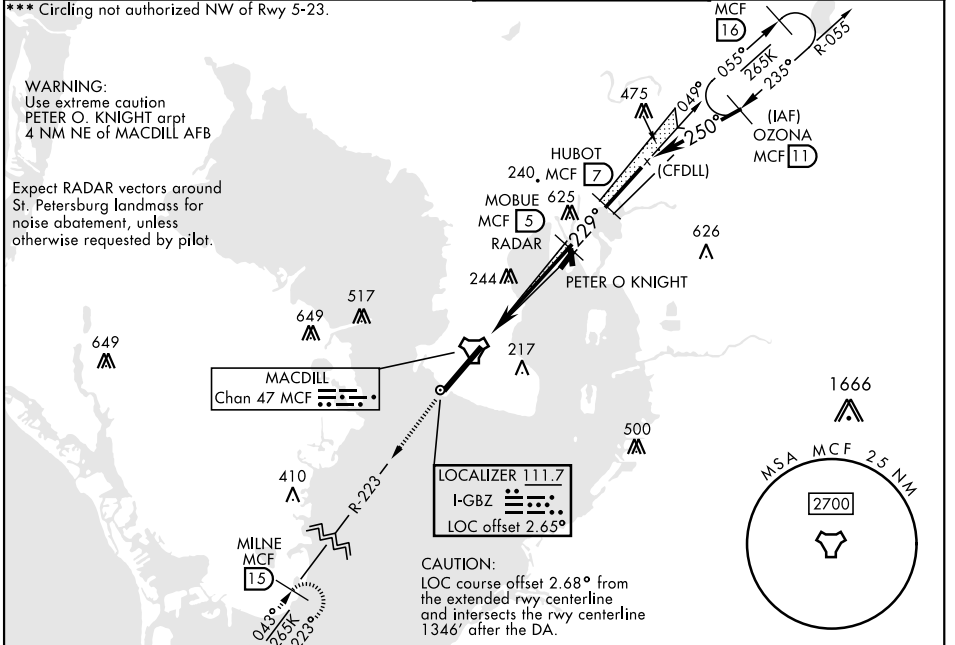 *** Circling not authorized NW of Rwy 5-23.
MCF
16
R-055
055°
265K
235°
WARNING:
Use extreme caution
PETER O. KNIGHT arpt
4 NM NE of MACDILL AFB
475
049°
250°
(IAF)
OZONA
MCF 11
(CFDLL)
HUBOT
MCF 7
240
Expect RADAR vectors around
St. Petersburg landmass for
noise abatement, unless
otherwise requested by pilot.
MOBUE
MCF 5
RADAR
625
229°
626
244
PETER O KNIGHT
517
649
649
217
MACDILL
Chan 47 MCF
1666
500
LOCALIZER 111.7
I-GBZ
LOC offset 2.65°
410
R-223
MSA MCF 25 NM
2700
MILNE
MCF
15
043°
265K
223°
CAUTION:
LOC course offset 2.68° from
the extended rwy centerline
and intersects the rwy centerline
1346' after the DA.